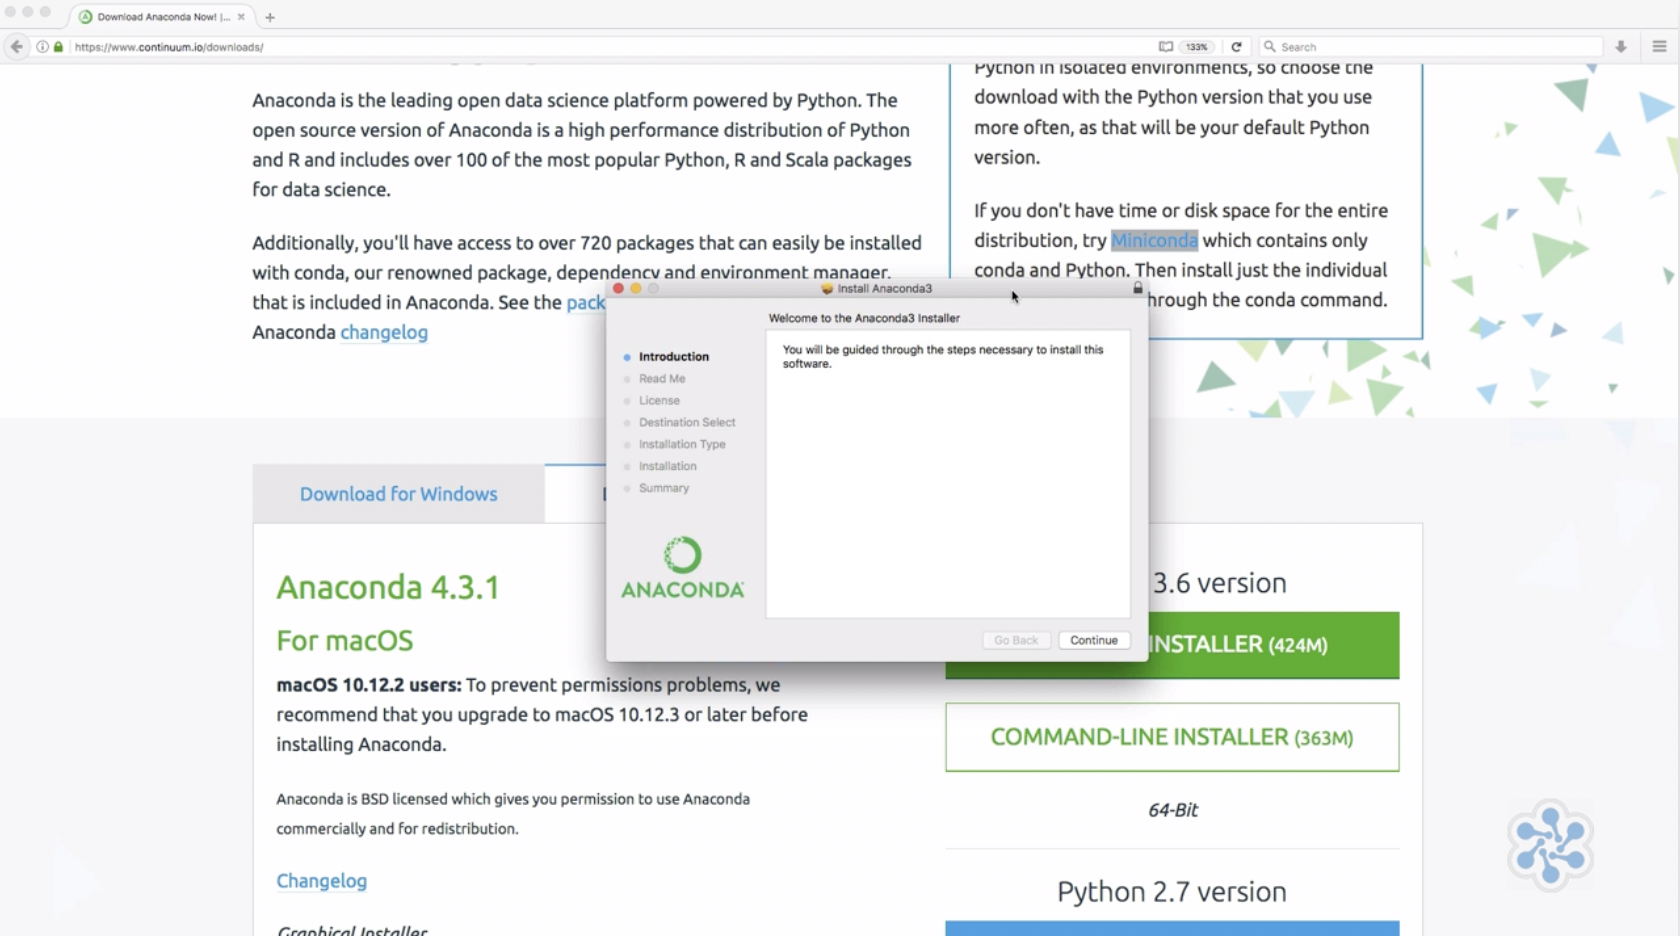 Download Anaconda Now! |...
https://www.continuum.io/downloads/
133%
Search
Anaconda is the leading open data science platform powered by Python. The
open source version of Anaconda is a high performance distribution of Python
and R and includes over 100 of the most popular Python, R and Scala packages
for data science.
Additionally, you'll have access to over 720 packages that can easily be installed
with conda, our renowned package, dependency and environment manager,
that is included in Anaconda. See the pack
Anaconda changelog
Python in isolated environments, so choose the
download with the Python version that you use
more often, as that will be your default Python
version.
If you don't have time or disk space for the entire
distribution, try Miniconda which contains only
conda and Python. Then install just the individual
hrough the conda command.
Install Anaconda3
Welcome to the Anaconda3 Installer
Introduction
Read Me
License
Destination Select
Installation Type
Installation
Summary
ANACONDA
You will be guided through the steps necessary to install this
software.
Go Back
Continue
Download for Windows
Anaconda 4.3.1
For macOS
macOS 10.12.2 users: To prevent permissions problems, we
recommend that you upgrade to macOS 10.12.3 or later before
installing Anaconda.
Anaconda is BSD licensed which gives you permission to use Anaconda
commercially and for redistribution.
Changelog
Graphical Installer
3.6 version
INSTALLER (424M)
COMMAND-LINE INSTALLER (363M)
64-Bit
Python 2.7 version